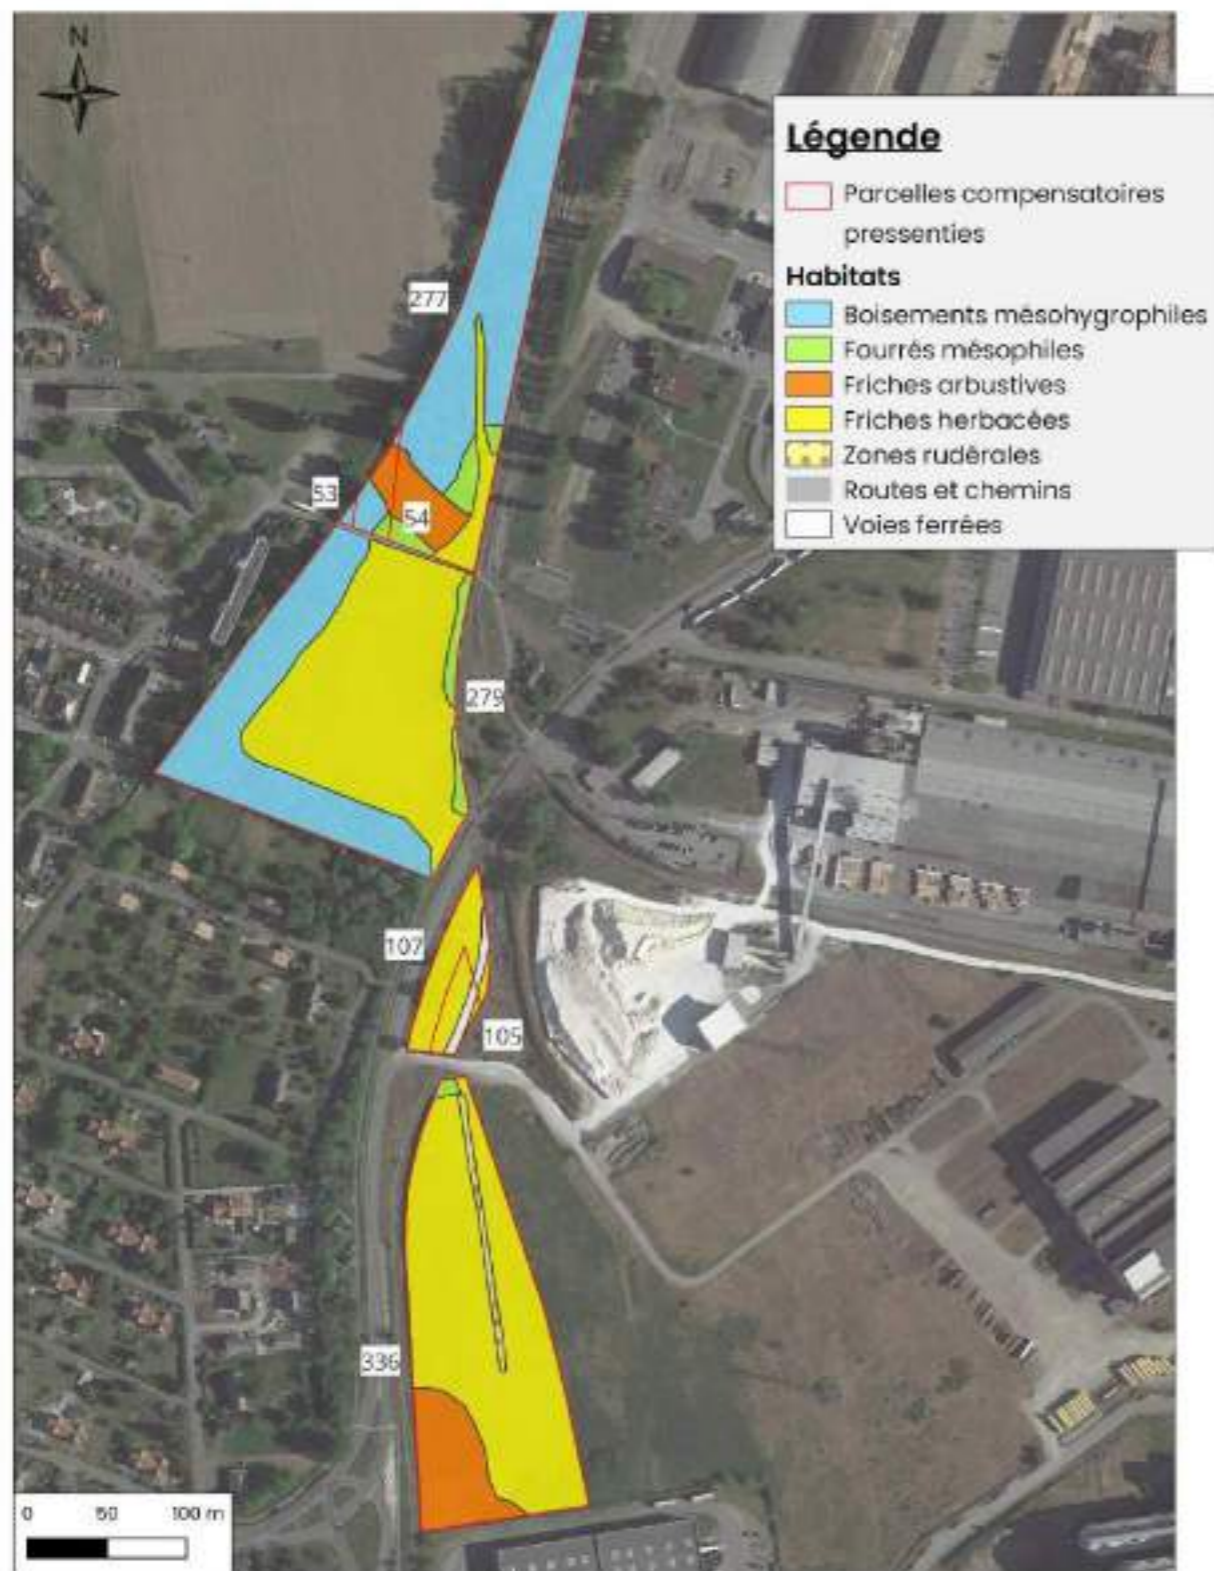 N
Légende
Parcelles compensatoires
pressenties
Habitats
Boisements mésohygrophiles
Fourrés mésophiles
Friches arbustives
Friches herbacées
Zones rudérales
Routes et chemins
Voies ferrées
277
53
54
279
107
105
336
0 50 100 m